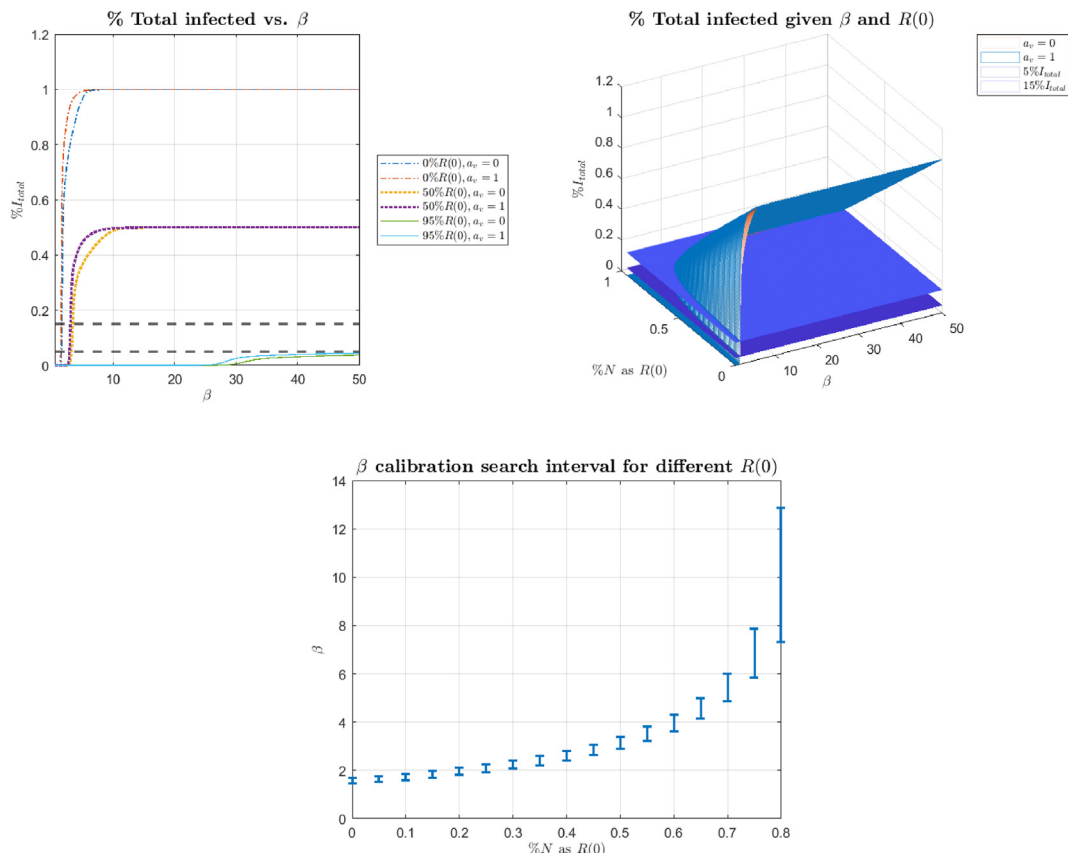 % Total infected vs. β
1.2
1
0.8
0.6
0.4
0.2
0
%I_total
10
20
30
40
50
β
0%R(0), a_v = 0
0%R(0), a_v = 1
50%R(0), a_v = 0
50%R(0), a_v = 1
95%R(0), a_v = 0
95%R(0), a_v = 1
% Total infected given β and R(0)
1.2
1
0.8
0.6
0.4
0.2
0
%I_total
1
0.5
0
%N as R(0)
10
20
30
40
50
β
a_v = 0
a_v = 1
5%I_total
15%I_total
β calibration search interval for different R(0)
14
12
10
8
6
4
2
0
β
0
0.1
0.2
0.3
0.4
0.5
0.6
0.7
0.8
%N as R(0)